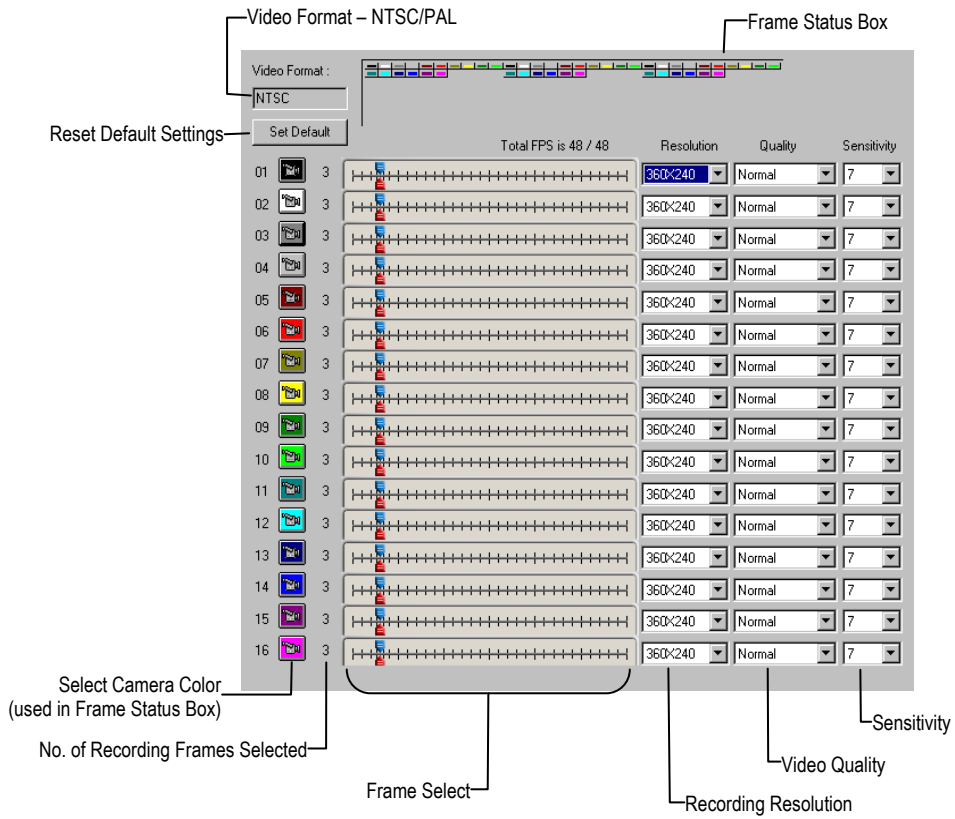 Video Format – NTSC/PAL
Frame Status Box
Video Format :
NTSC
Reset Default Settings
Set Default
Total FPS is 48 / 48
Resolution Quality Sensitivity
01 3 360X240 Normal 7
02 3 360X240 Normal 7
03 3 360X240 Normal 7
04 3 360X240 Normal 7
05 3 360X240 Normal 7
06 3 360X240 Normal 7
07 3 360X240 Normal 7
08 3 360X240 Normal 7
09 3 360X240 Normal 7
10 3 360X240 Normal 7
11 3 360X240 Normal 7
12 3 360X240 Normal 7
13 3 360X240 Normal 7
14 3 360X240 Normal 7
15 3 360X240 Normal 7
16 3 360X240 Normal 7
Select Camera Color
(used in Frame Status Box)
Sensitivity
No. of Recording Frames Selected
Video Quality
Frame Select
Recording Resolution